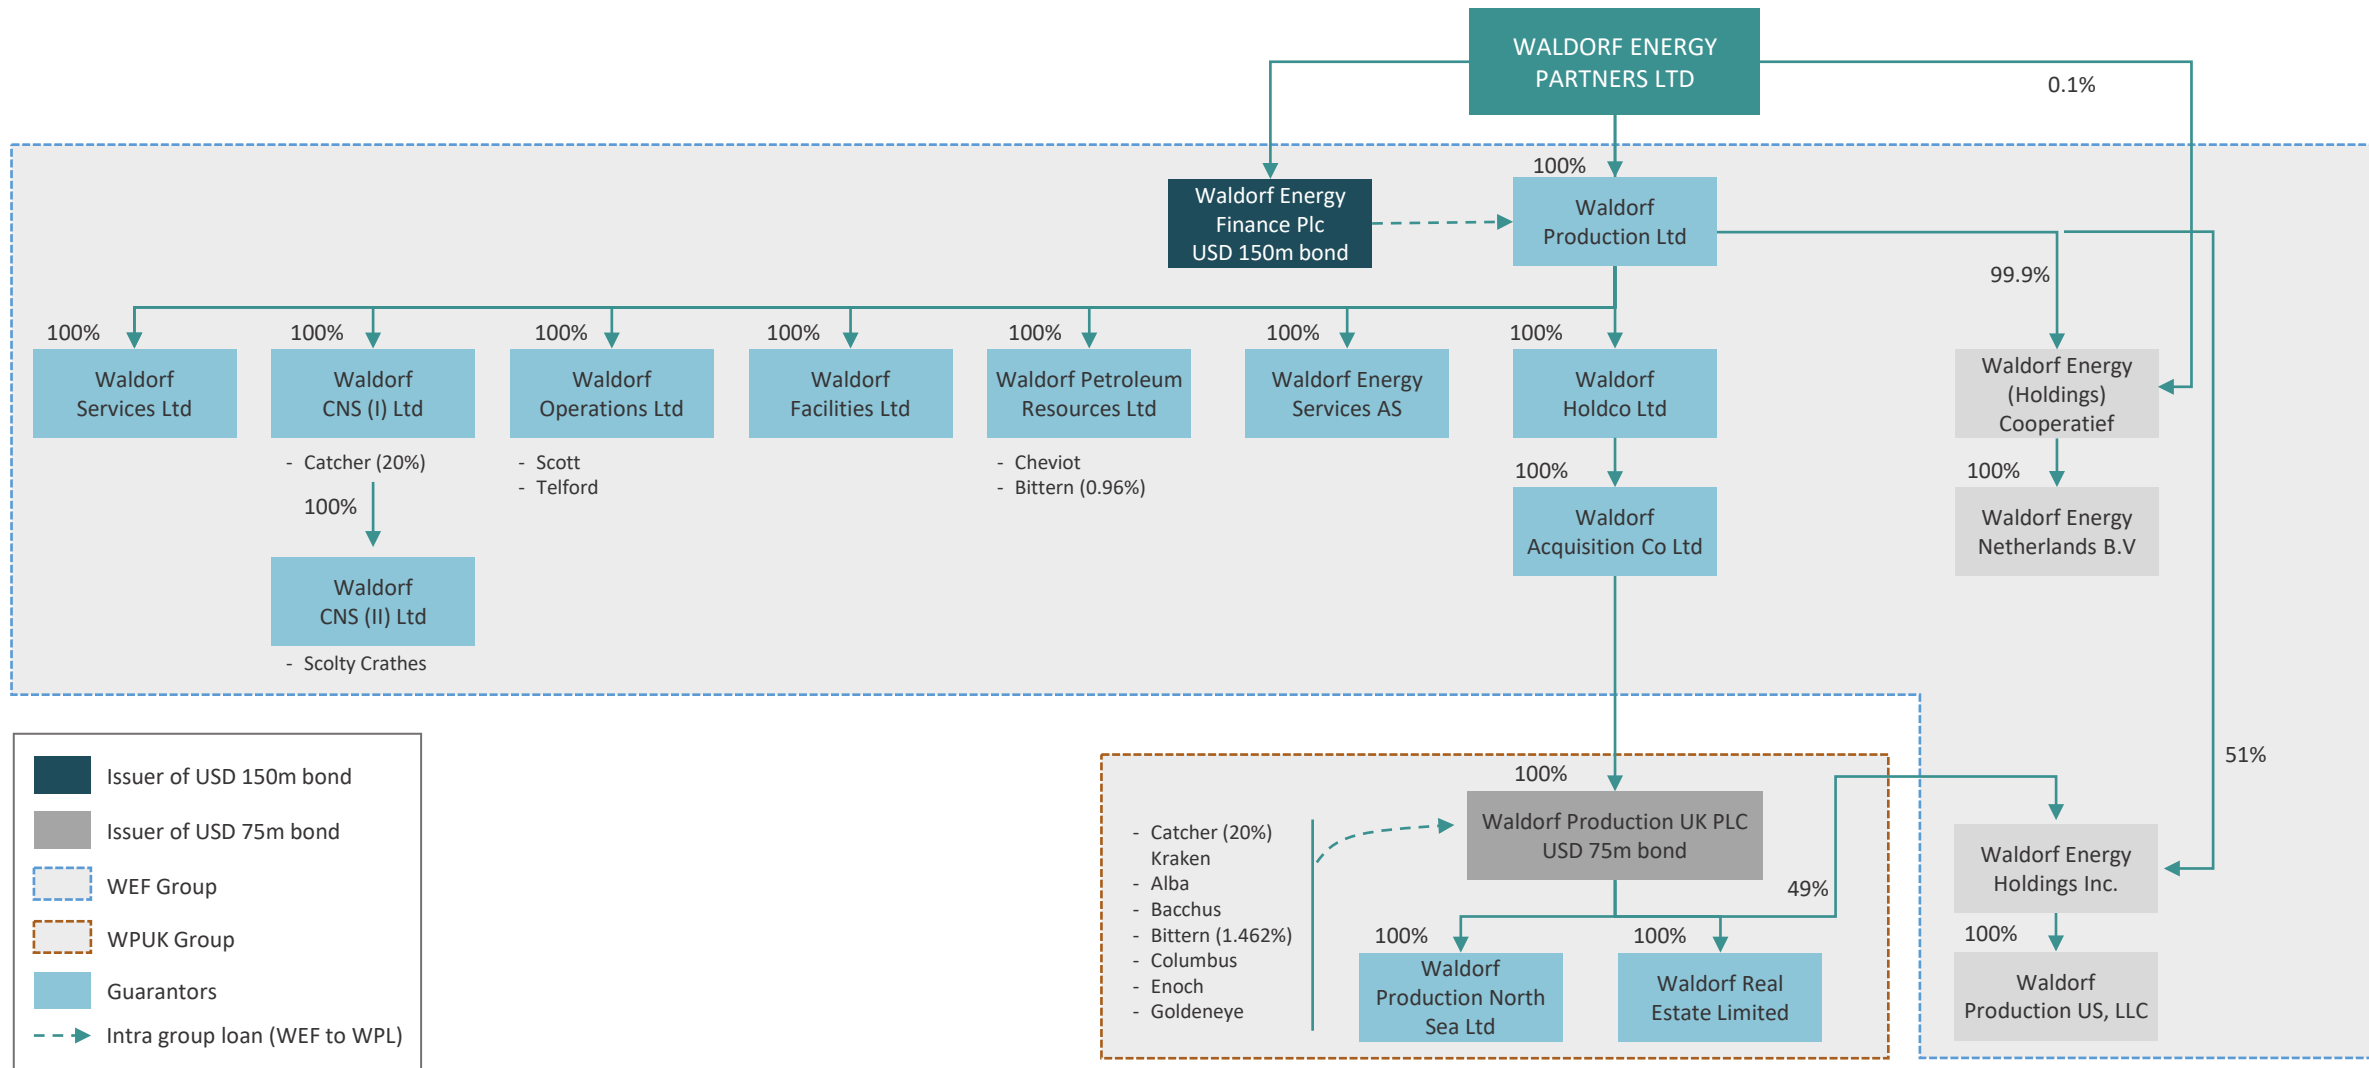 WALDORF ENERGY
PARTNERS LTD
0.1%
100%
Waldorf Energy
Finance Plc
USD 150m bond
Waldorf
Production Ltd
99.9%
100%
100%
100%
100%
100%
100%
100%
Waldorf
Services Ltd
Waldorf
CNS (I) Ltd
Waldorf
Operations Ltd
Waldorf
Facilities Ltd
Waldorf Petroleum
Resources Ltd
Waldorf Energy
Services AS
Waldorf
Holdco Ltd
Waldorf Energy
(Holdings)
Cooperatief
- Catcher (20%)
- Scott
- Telford
- Cheviot
- Bittern (0.96%)
100%
100%
100%
Waldorf
Acquisition Co Ltd
Waldorf Energy
Netherlands B.V
Waldorf
CNS (II) Ltd
- Scolty Crathes
51%
100%
Waldorf Production UK PLC
USD 75m bond
- Catcher (20%)
Kraken
- Alba
- Bacchus
- Bittern (1.462%)
- Columbus
- Enoch
- Goldeneye
49%
Waldorf Energy
Holdings Inc.
100%
100%
100%
Waldorf
Production North
Sea Ltd
Waldorf Real
Estate Limited
Waldorf
Production US, LLC
Issuer of USD 150m bond
Issuer of USD 75m bond
WEF Group
WPUK Group
Guarantors
Intra group loan (WEF to WPL)